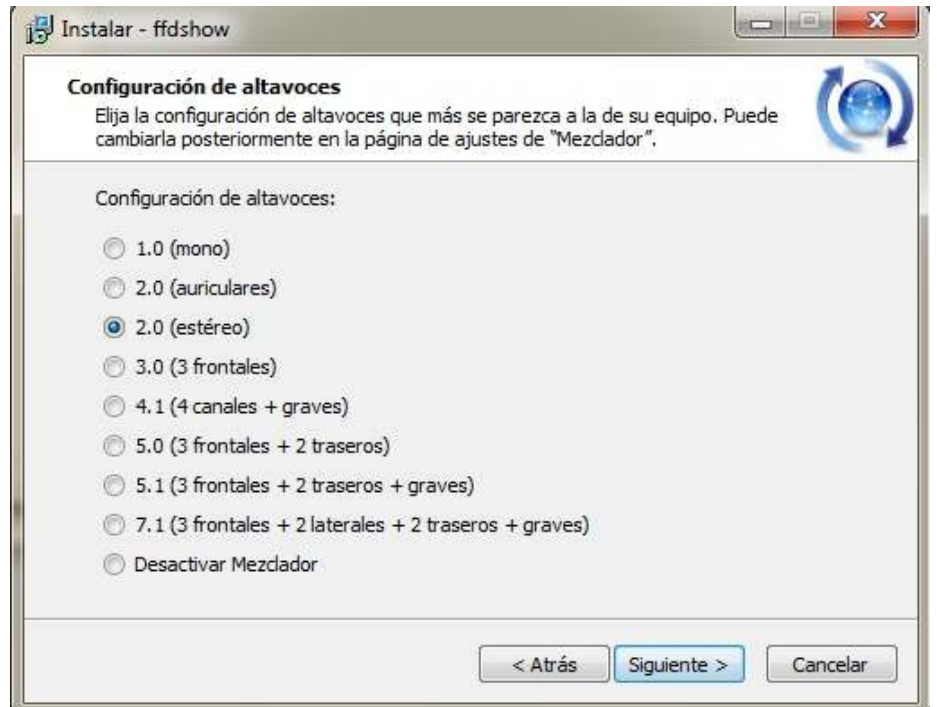 Instalar - ffdshow
Configuración de altavoces
Elija la configuración de altavoces que más se parezca a la de su equipo. Puede
cambiarla posteriormente en la página de ajustes de "Mezclador".
Configuración de altavoces:
1.0 (mono)
2.0 (auriculares)
2.0 (estéreo)
3.0 (3 frontales)
4.1 (4 canales + graves)
5.0 (3 frontales + 2 traseros)
5.1 (3 frontales + 2 traseros + graves)
7.1 (3 frontales + 2 laterales + 2 traseros + graves)
Desactivar Mezclador
< Atrás
Siguiente >
Cancelar